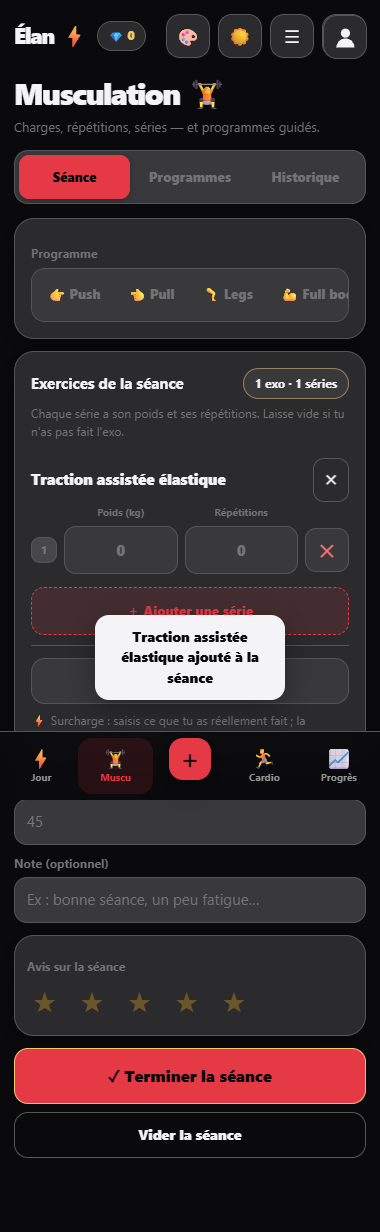 Élan
0
Musculation
Charges, répétitions, séries — et programmes guidés.
Séance
Programmes
Historique
Programme
Push
Pull
Legs
Full bo
Exercices de la séance
1 exo · 1 séries
Chaque série a son poids et ses répétitions. Laisse vide si tu
n'as pas fait l'exo.
Traction assistée élastique
Poids (kg)
Répétitions
1
0
0
+ Ajouter une série
Traction assistée
élastique ajouté à la
séance
Surcharge : saisis ce que tu as réellement fait ; la
Jour
Muscu
+
Cardio
Progrès
45
Note (optionnel)
Ex : bonne séance, un peu fatigue...
Avis sur la séance
✓ Terminer la séance
Vider la séance